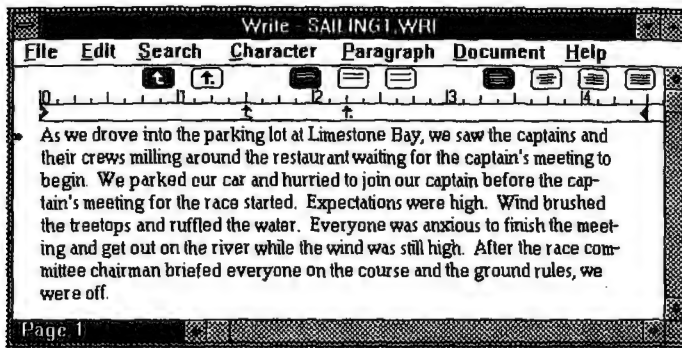 Write - SAILING1.WRI
File Edit Search Character Paragraph Document Help
0 1 2 3 4
As we drove into the parking lot at Limestone Bay, we saw the captains and
their crews milling around the restaurant waiting for the captain's meeting to
begin. We parked our car and hurried to join our captain before the cap-
tain's meeting for the race started. Expectations were high. Wind brushed
the treetops and ruffled the water. Everyone was anxious to finish the meet-
ing and get out on the river while the wind was still high. After the race com-
mittee chairman briefed everyone on the course and the ground rules, we
were off.
Page 1